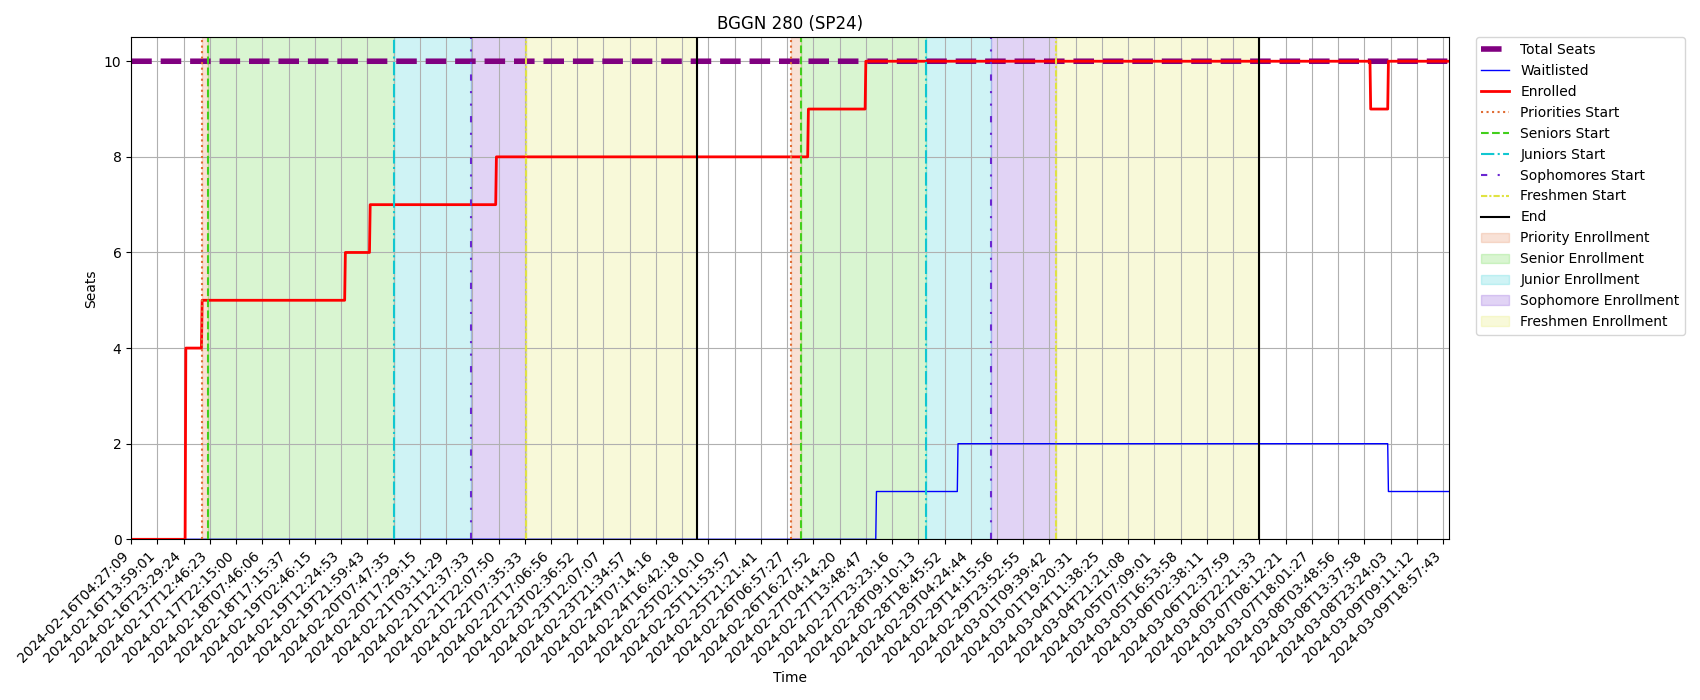 BGGN 280 (SP24)
Seats
10
8
6
4
2
0
2024-02-16T04:27:09
2024-02-16T13:59:01
2024-02-16T23:29:24
2024-02-17T12:46:23
2024-02-17T22:15:00
2024-02-18T07:46:06
2024-02-18T17:15:37
2024-02-19T02:46:15
2024-02-19T12:24:53
2024-02-19T21:59:43
2024-02-20T07:47:35
2024-02-20T17:29:15
2024-02-21T03:11:29
2024-02-21T12:37:33
2024-02-21T22:07:50
2024-02-22T07:35:33
2024-02-22T17:06:56
2024-02-23T02:36:52
2024-02-23T12:07:07
2024-02-23T21:34:57
2024-02-24T07:14:16
2024-02-24T16:42:18
2024-02-25T02:10:10
2024-02-25T11:53:57
2024-02-25T21:21:41
2024-02-26T06:57:27
2024-02-26T16:27:52
2024-02-27T04:14:20
2024-02-27T13:48:47
2024-02-27T23:23:16
2024-02-28T09:10:13
2024-02-28T18:45:52
2024-02-29T04:24:44
2024-02-29T14:15:56
2024-02-29T23:52:55
2024-03-01T09:39:42
2024-03-01T19:20:31
2024-03-04T11:38:25
2024-03-04T21:21:08
2024-03-05T07:09:01
2024-03-05T16:53:58
2024-03-06T02:38:11
2024-03-06T12:37:59
2024-03-06T22:21:33
2024-03-07T08:12:21
2024-03-07T18:01:27
2024-03-08T03:48:56
2024-03-08T13:37:58
2024-03-08T23:24:03
2024-03-09T09:11:12
2024-03-09T18:57:43
Time
Total Seats
Waitlisted
Enrolled
Priorities Start
Seniors Start
Juniors Start
Sophomores Start
Freshmen Start
End
Priority Enrollment
Senior Enrollment
Junior Enrollment
Sophomore Enrollment
Freshmen Enrollment